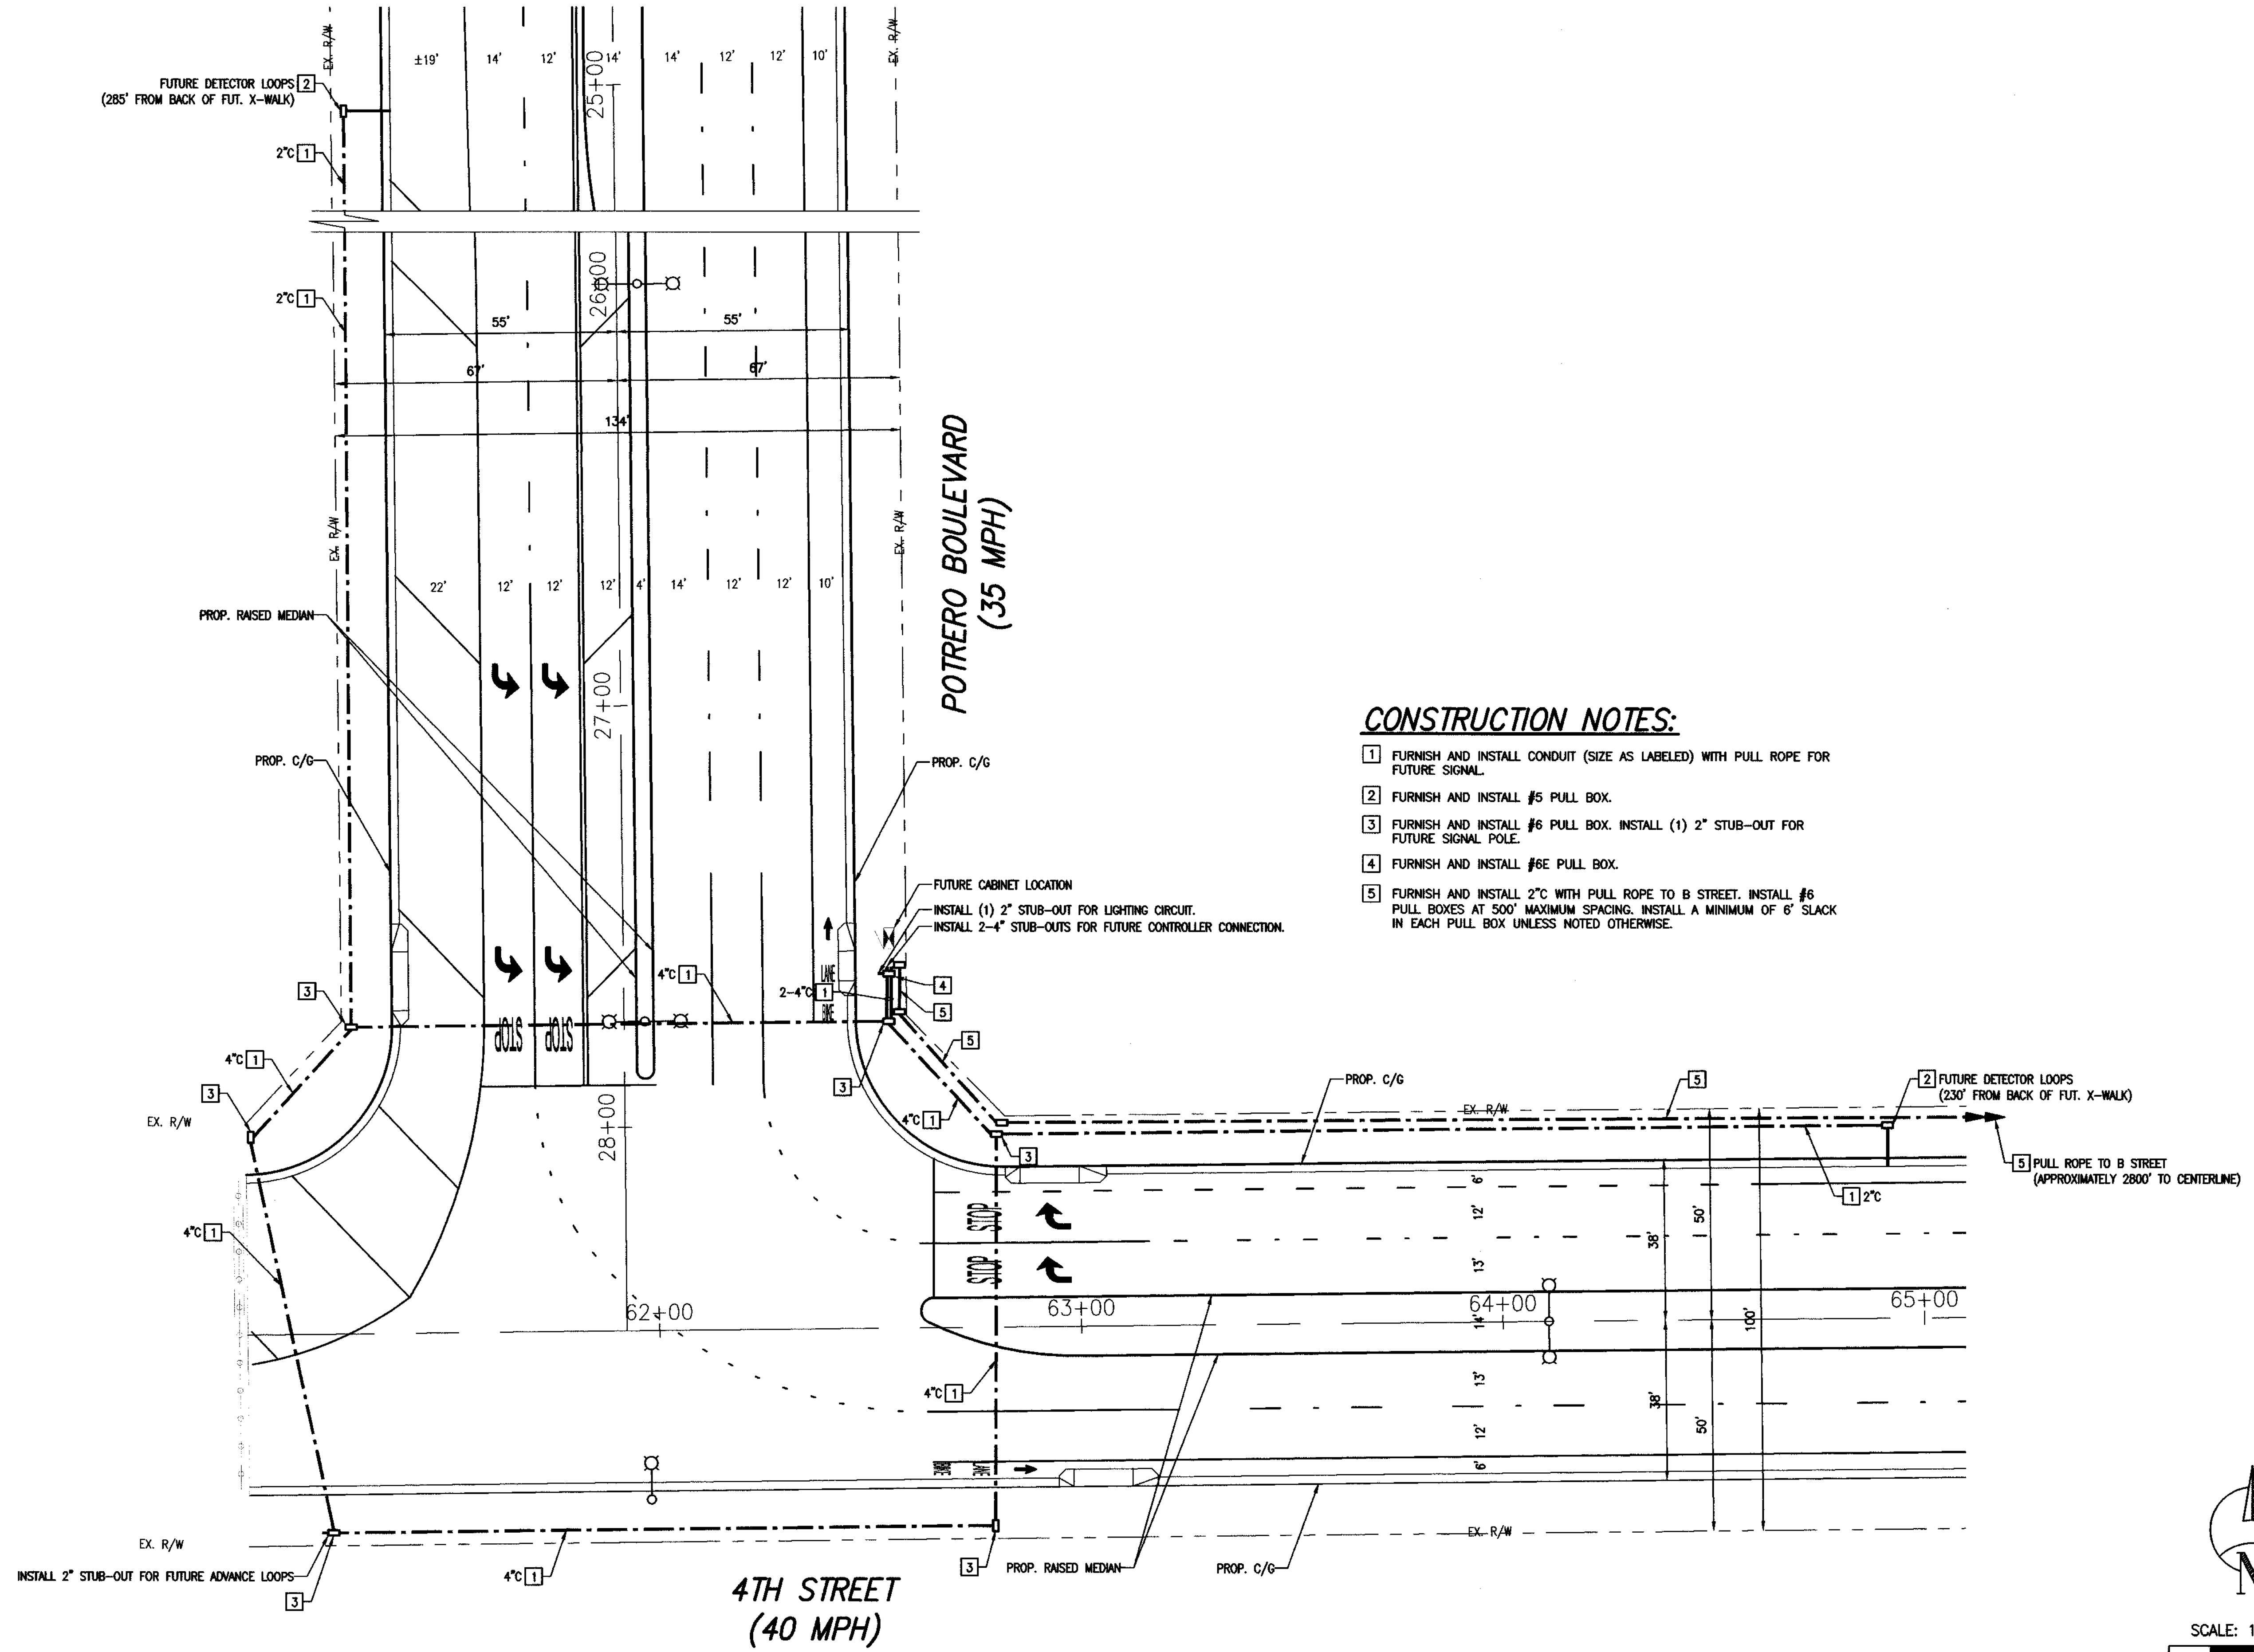 EX. R/W
EX. R/W
±19'
14'
12'
14'
14'
12'
12'
10'
25+00
FUTURE DETECTOR LOOPS 2
(285' FROM BACK OF FUT. X-WALK)
2"C 1
2"C 1
26+00
55'
55'
67'
67'
134'
EX. R/W
EX. R/W
POTRERO BOULEVARD
(35 MPH)
22'
12'
12'
12'
4'
14'
12'
12'
10'
PROP. RAISED MEDIAN
27+00
PROP. C/G
PROP. C/G
CONSTRUCTION NOTES:
1 FURNISH AND INSTALL CONDUIT (SIZE AS LABELED) WITH PULL ROPE FOR
FUTURE SIGNAL.
2 FURNISH AND INSTALL #5 PULL BOX.
3 FURNISH AND INSTALL #6 PULL BOX. INSTALL (1) 2" STUB-OUT FOR
FUTURE SIGNAL POLE.
4 FURNISH AND INSTALL #6E PULL BOX.
5 FURNISH AND INSTALL 2"C WITH PULL ROPE TO B STREET. INSTALL #6
PULL BOXES AT 500' MAXIMUM SPACING. INSTALL A MINIMUM OF 6' SLACK
IN EACH PULL BOX UNLESS NOTED OTHERWISE.
FUTURE CABINET LOCATION
INSTALL (1) 2" STUB-OUT FOR LIGHTING CIRCUIT.
INSTALL 2-4" STUB-OUTS FOR FUTURE CONTROLLER CONNECTION.
4"C 1
LANE
BIKE
2-4"C 1
4
5
3
STOP
STOP
5
4"C 1
3
3
PROP. C/G
5
2 FUTURE DETECTOR LOOPS
(230' FROM BACK OF FUT. X-WALK)
EX. R/W
EX. R/W
28+00
4"C 1
3
5 PULL ROPE TO B STREET
(APPROXIMATELY 2800' TO CENTERLINE)
1 2"C
6'
12'
13'
14'
13'
12'
6'
38'
38'
50'
50'
100'
STOP
STOP
4"C 1
62+00
63+00
64+00
65+00
4"C 1
BIKE
LANE
EX. R/W
EX. R/W
INSTALL 2" STUB-OUT FOR FUTURE ADVANCE LOOPS
3
4"C 1
3
PROP. RAISED MEDIAN
PROP. C/G
4TH STREET
(40 MPH)
N
SCALE: 1